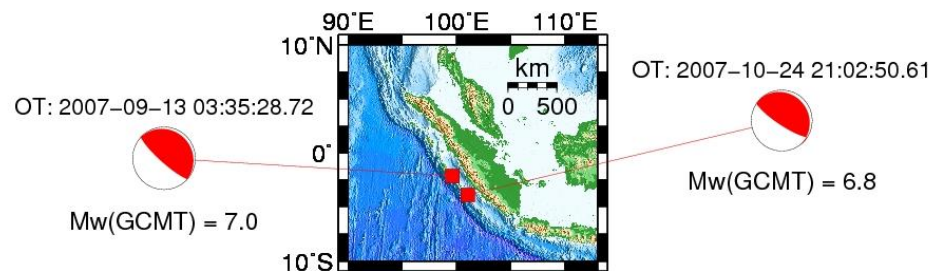 90˚E 100˚E 110˚E
10˚N
km
0 500
0˚
10˚S
OT: 2007−09−13 03:35:28.72
Mw(GCMT) = 7.0
OT: 2007−10−24 21:02:50.61
Mw(GCMT) = 6.8